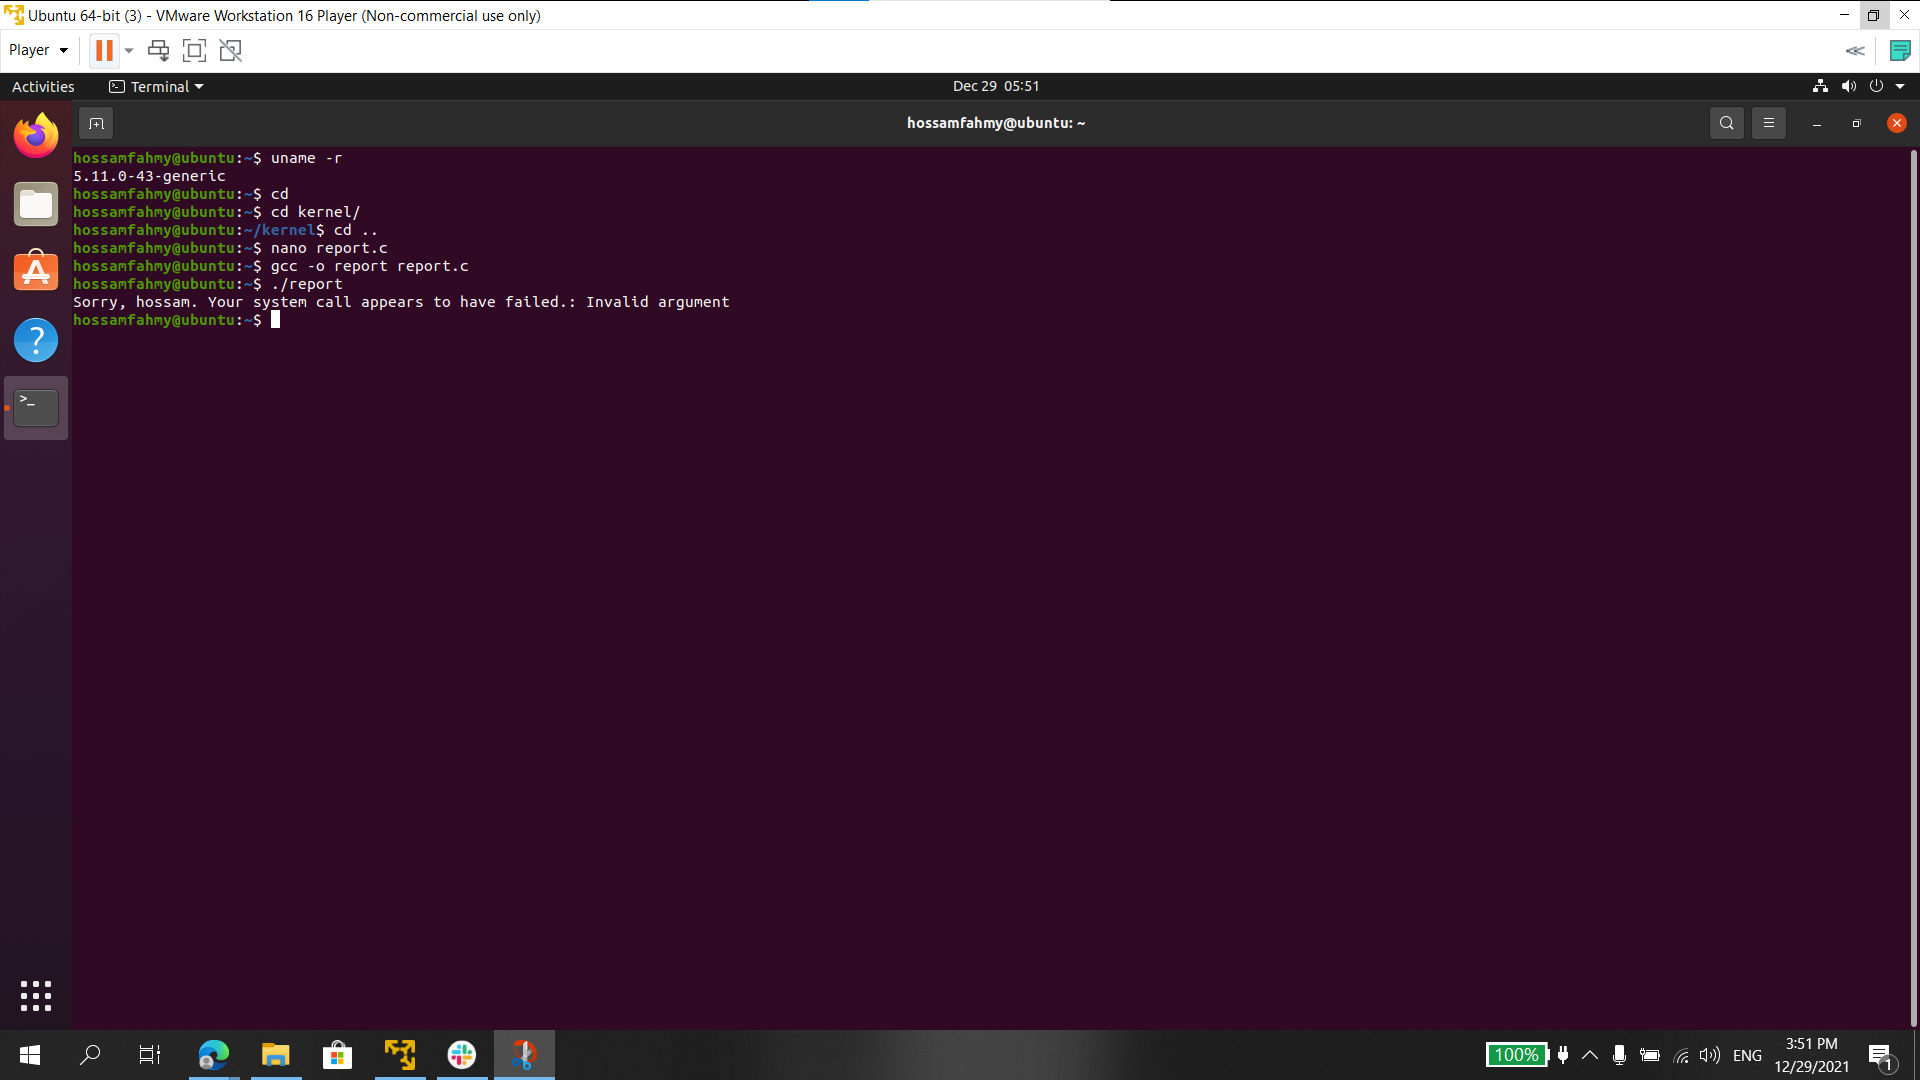 Ubuntu 64-bit (3) - VMware Workstation 16 Player (Non-commercial use only)
Player
Activities
Terminal
Dec 29 05:51
hossamfahmy@ubuntu: ~
hossamfahmy@ubuntu:~$ uname -r
5.11.0-43-generic
hossamfahmy@ubuntu:~$ cd
hossamfahmy@ubuntu:~$ cd kernel/
hossamfahmy@ubuntu:~/kernel$ cd ..
hossamfahmy@ubuntu:~$ nano report.c
hossamfahmy@ubuntu:~$ gcc -o report report.c
hossamfahmy@ubuntu:~$ ./report
Sorry, hossam. Your system call appears to have failed.: Invalid argument
hossamfahmy@ubuntu:~$
100%
ENG
3:51 PM
12/29/2021
1